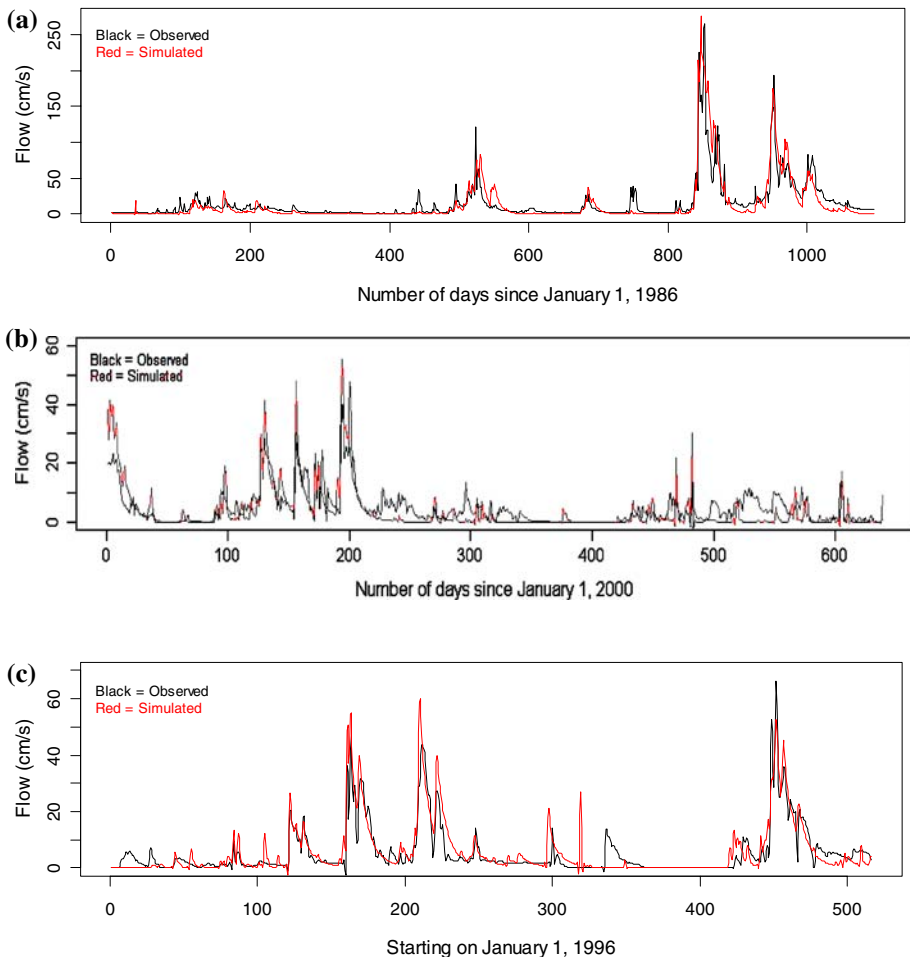 (a)
Black = Observed
Red = Simulated
Flow (cm/s)
250
150
50
0
0 200 400 600 800 1000
Number of days since January 1, 1986
(b)
Black = Observed
Red = Simulated
Flow (cm/s)
60
40
20
0
0 100 200 300 400 500 600
Number of days since January 1, 2000
(c)
Black = Observed
Red = Simulated
Flow (cm/s)
60
40
20
0
0 100 200 300 400 500
Starting on January 1, 1996